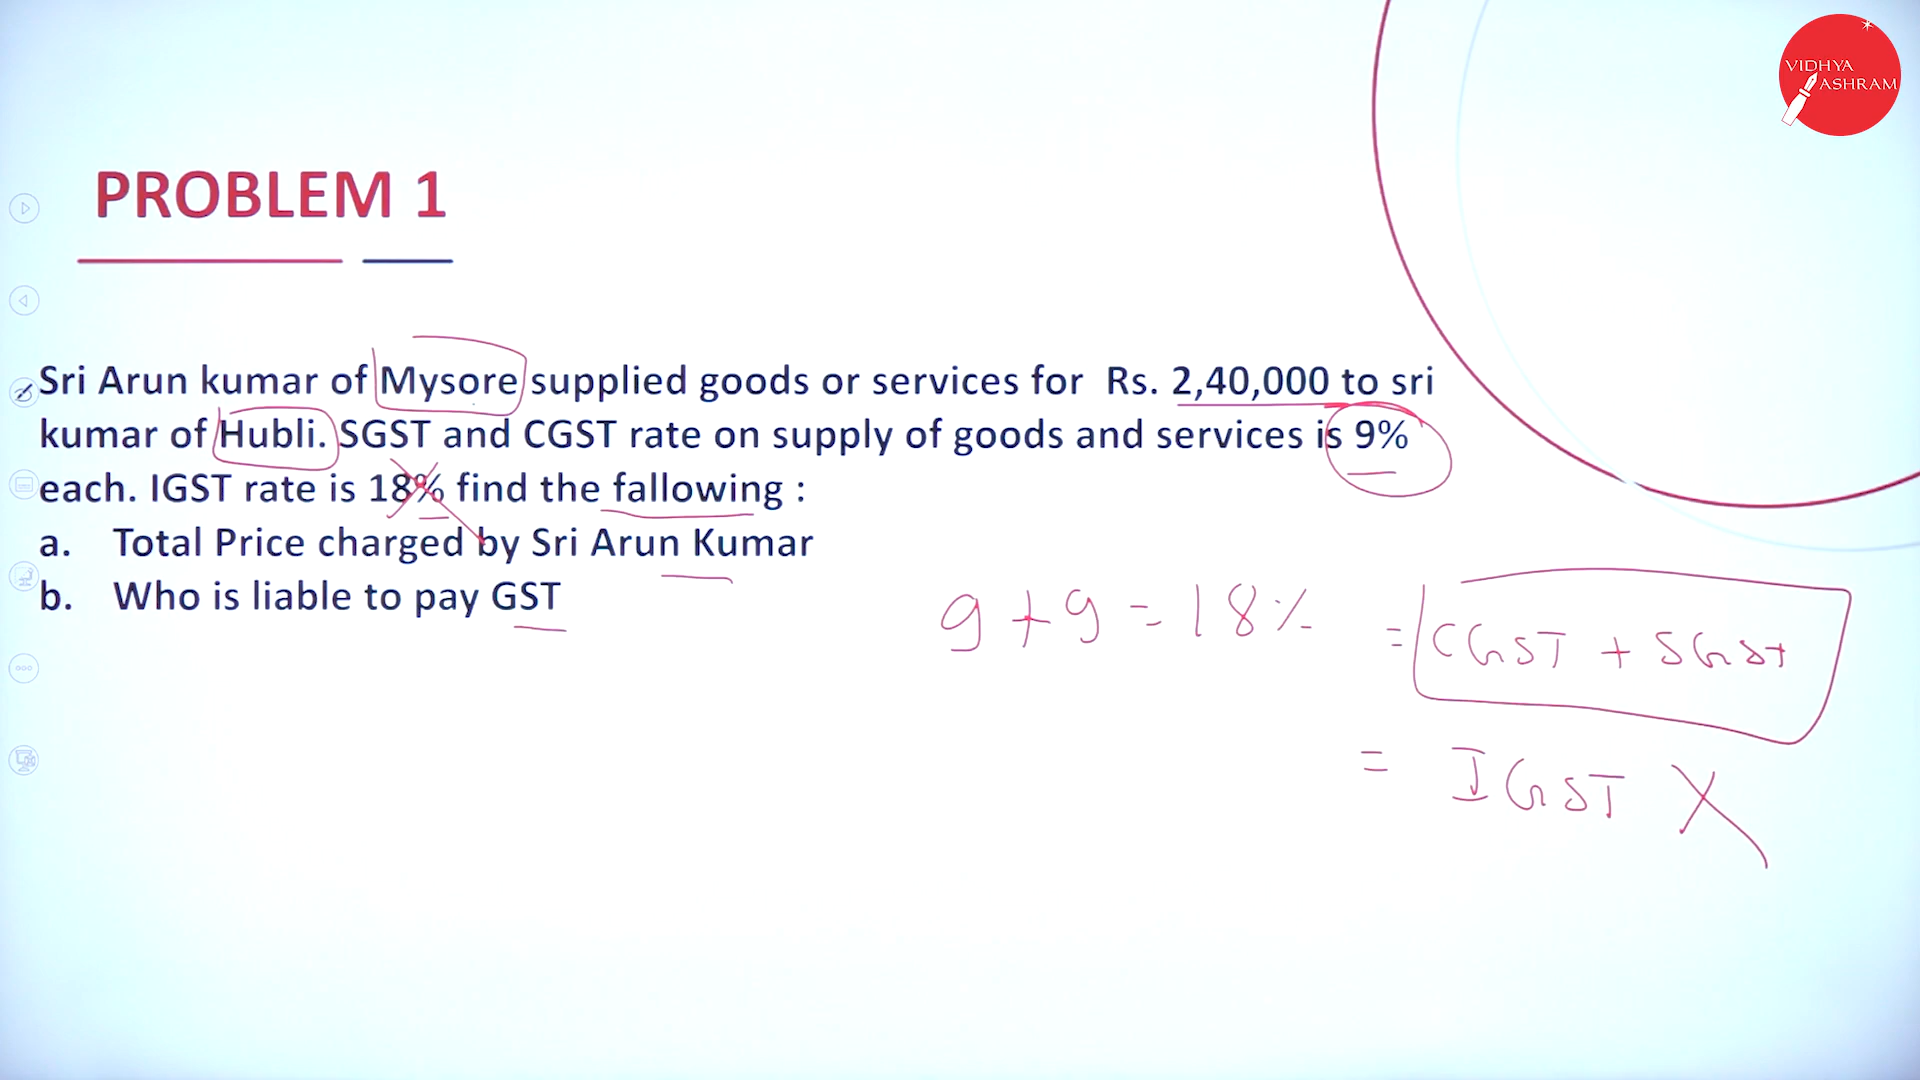 VIDHYA
ASHRAM
PROBLEM 1
Sri Arun kumar of Mysore supplied goods or services for Rs. 2,40,000 to sri
kumar of Hubli. SGST and CGST rate on supply of goods and services is 9%
each. IGST rate is 18% find the fallowing :
a. Total Price charged by Sri Arun Kumar
b. Who is liable to pay GST
9 + 9 = 18% = CGST + SGST
= IGST X